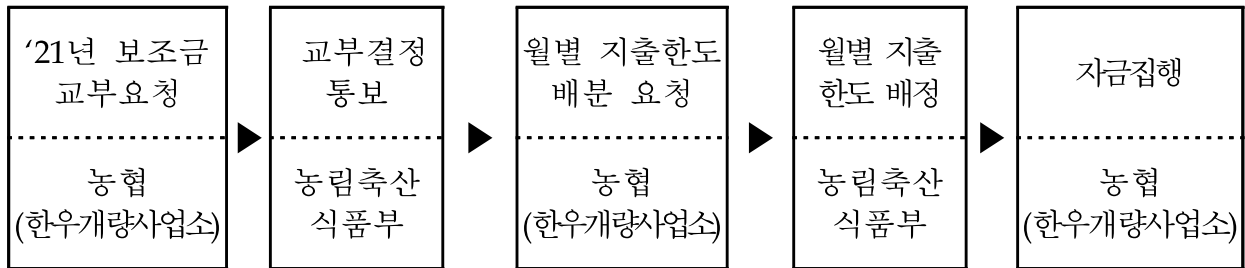 ‘21년 보조금
교부요청
농협
(한우개량사업소)
교부결정
통보
농림축산
식품부
월별 지출한도
배분 요청
농협
(한우개량사업소)
월별 지출
한도 배정
농림축산
식품부
자금집행
농협
(한우개량사업소)